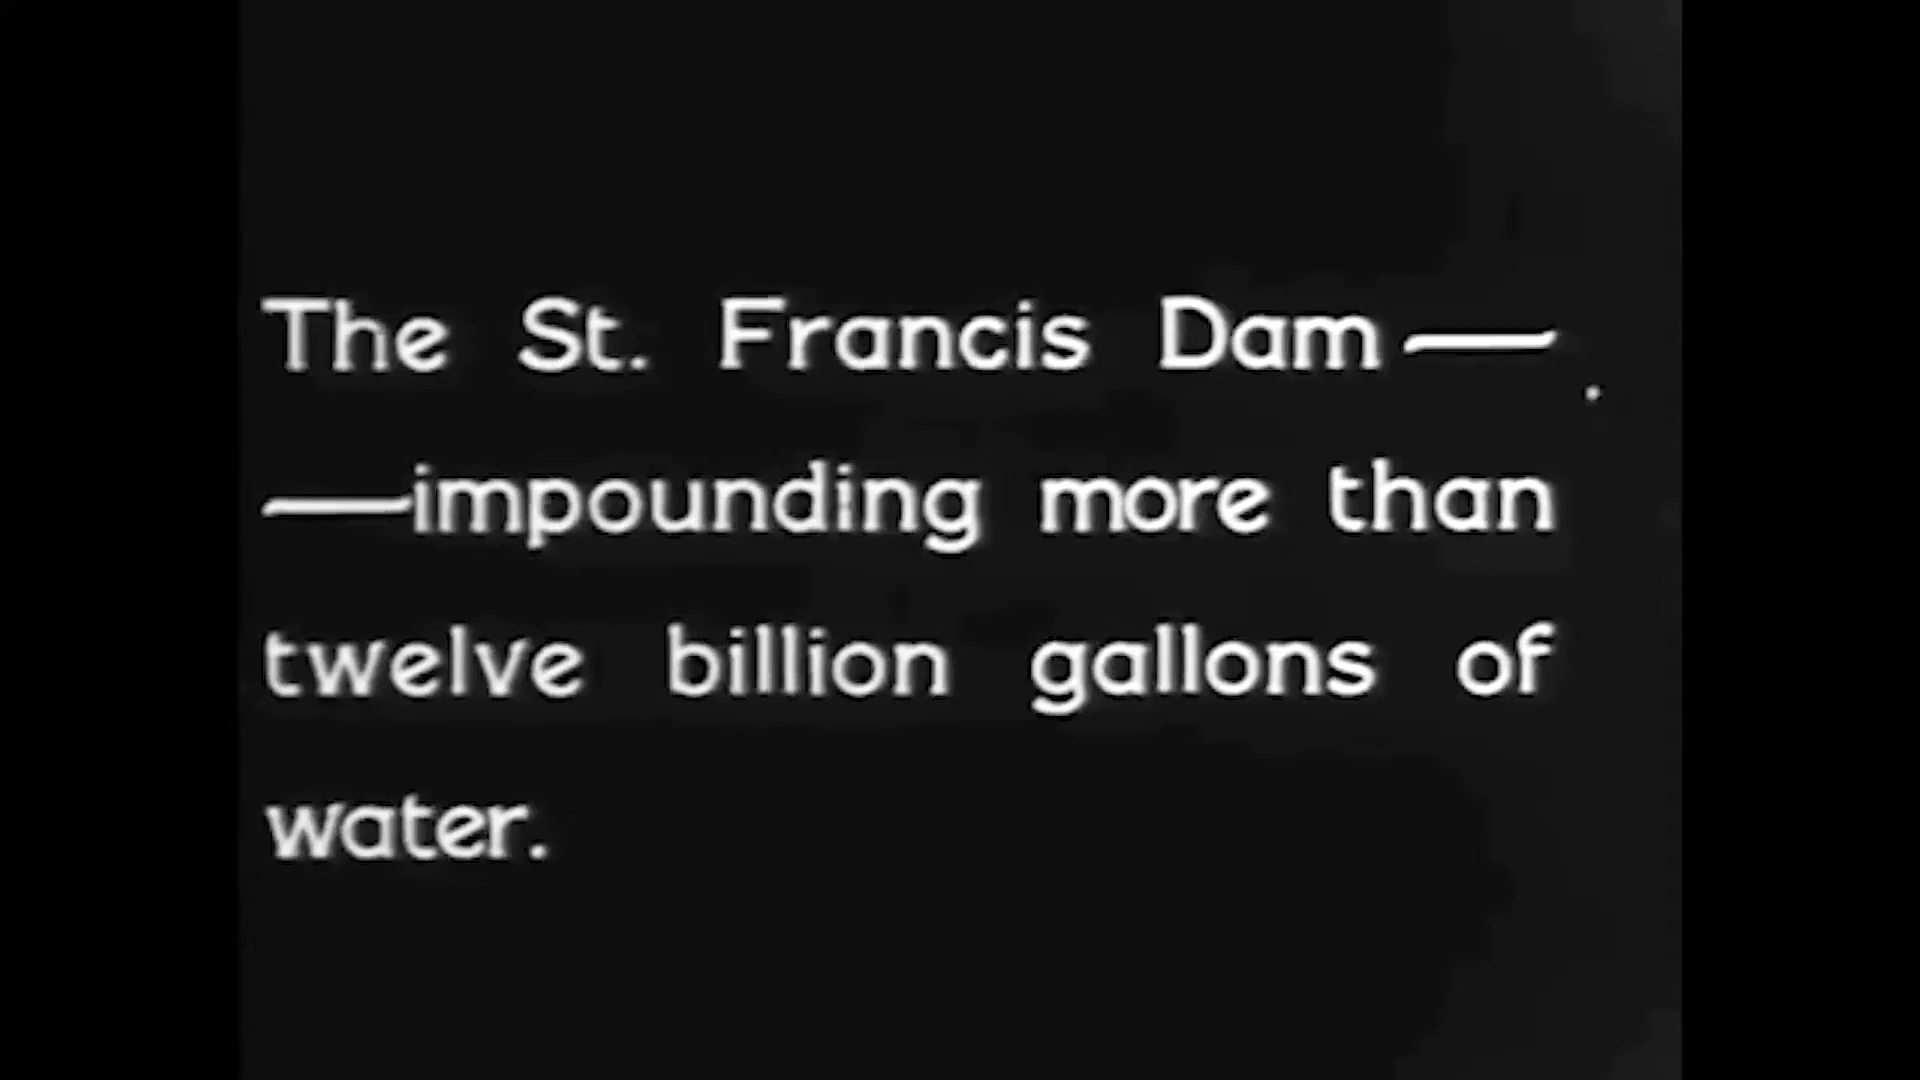 The St. Francis Dam—
—impounding more than
twelve billion gallons of
water.